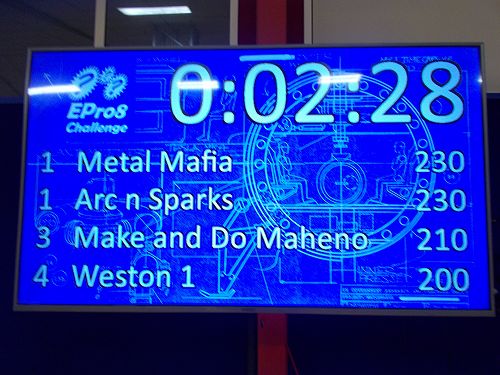 EPro8
Challenge
0:02:28
1 Metal Mafia 230
1 Arc n Sparks 230
3 Make and Do Maheno 210
4 Weston 1 200